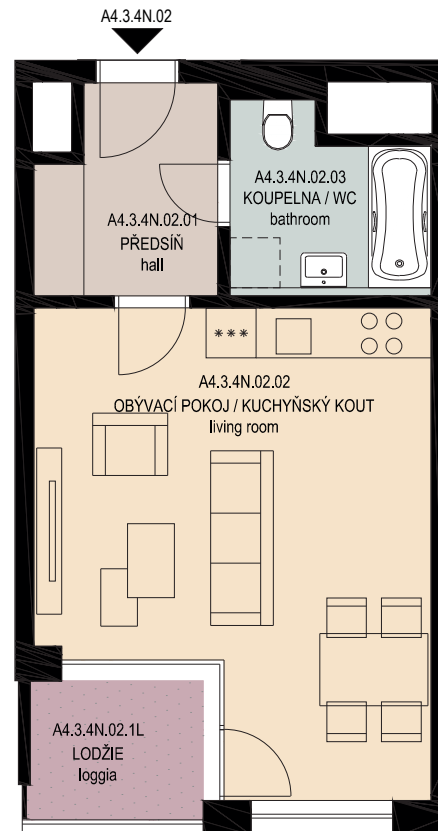 A4.3.4N.02
A4.3.4N.02.03
KOUPELNA / WC
bathroom
A4.3.4N.02.01
PŘEDSÍŇ
hall
***
A4.3.4N.02.02
OBÝVACÍ POKOJ / KUCHYŇSKÝ KOUT
living room
A4.3.4N.02.1L
LODŽIE
loggia